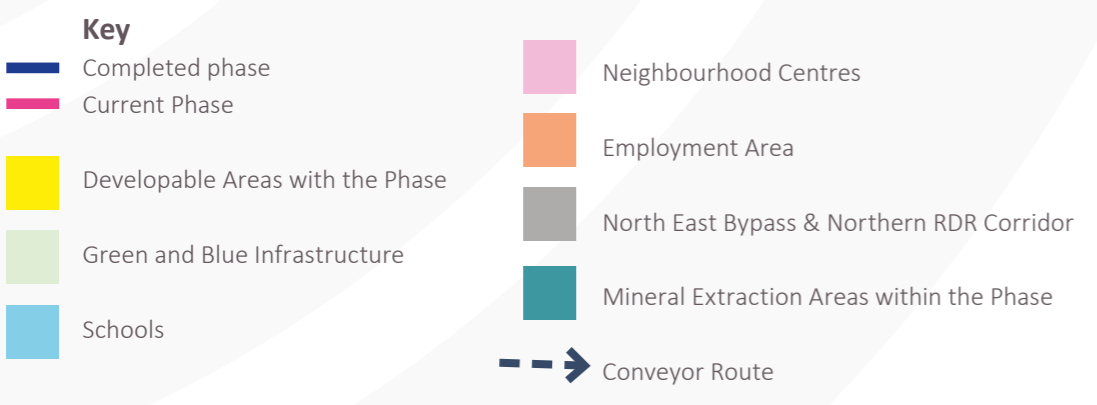 Key
Completed phase
Current Phase
Developable Areas with the Phase
Green and Blue Infrastructure
Schools
Neighbourhood Centres
Employment Area
North East Bypass & Northern RDR Corridor
Mineral Extraction Areas within the Phase
Conveyor Route